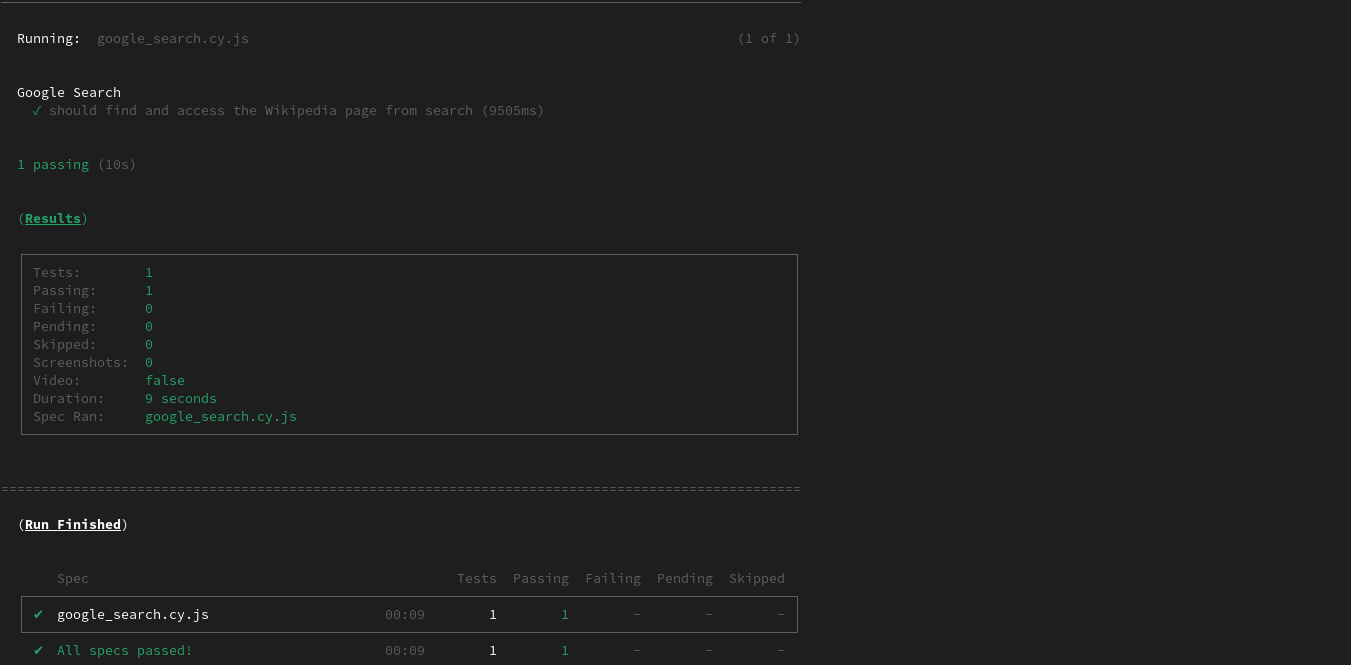 Running:  google_search.cy.js (1 of 1)
Google Search
✓ should find and access the Wikipedia page from search (9505ms)
1 passing (10s)
(Results)
Tests: 1
Passing: 1
Failing: 0
Pending: 0
Skipped: 0
Screenshots: 0
Video: false
Duration: 9 seconds
Spec Ran: google_search.cy.js
====================================================================================================
(Run Finished)
Spec Tests Passing Failing Pending Skipped
✔ google_search.cy.js 00:09 1 1 - - -
✔ All specs passed! 00:09 1 1 - - -